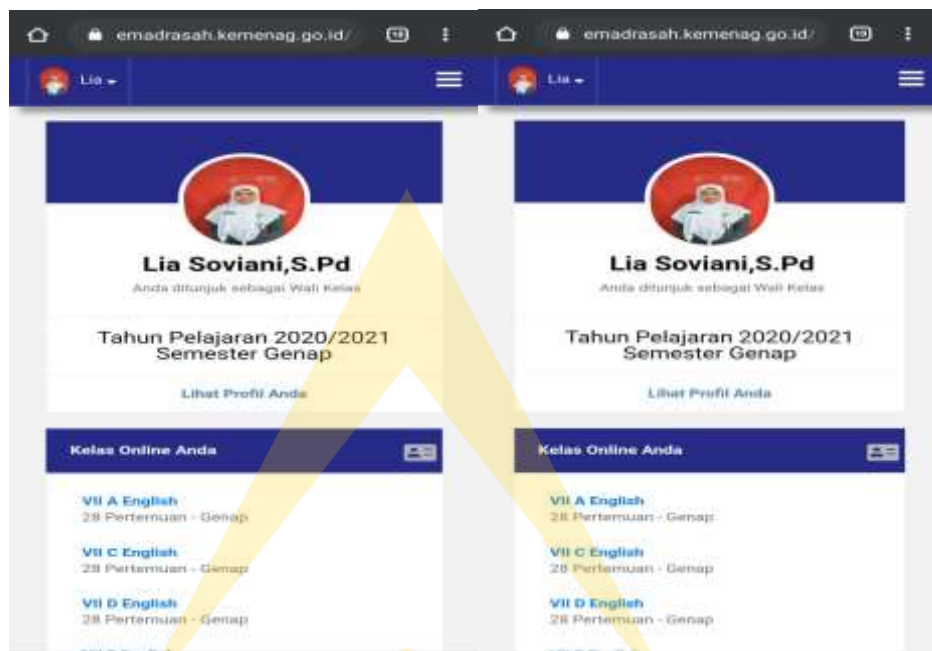 emadrasah.kemenag.go.id/
Lia
Lia Soviani,S.Pd
Anda ditunjuk sebagai Wali Kelas
Tahun Pelajaran 2020/2021
Semester Genap
Lihat Profil Anda
Kelas Online Anda
VII A English
28 Pertemuan - Genap
VII C English
28 Pertemuan - Genap
VII D English
28 Pertemuan - Genap
emadrasah.kemenag.go.id/
Lia
Lia Soviani,S.Pd
Anda ditunjuk sebagai Wali Kelas
Tahun Pelajaran 2020/2021
Semester Genap
Lihat Profil Anda
Kelas Online Anda
VII A English
28 Pertemuan - Genap
VII C English
28 Pertemuan - Genap
VII D English
28 Pertemuan - Genap